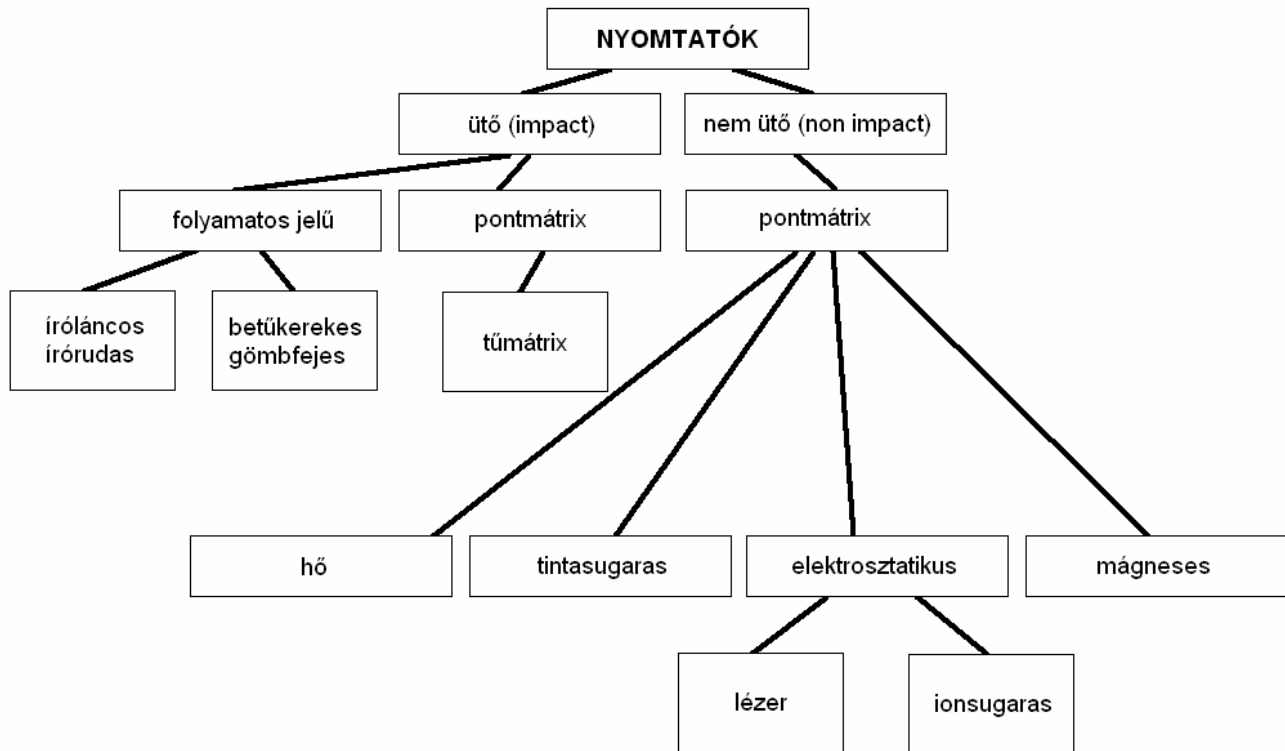 NYOMTATÓK
ütő (impact)
nem ütő (non impact)
folyamatos jelű
pontmátrix
pontmátrix
íróláncos
írórudas
betűkerekes
gömbfejes
tűmátrix
hő
tintasugaras
elektrosztatikus
mágneses
lézer
ionsugaras